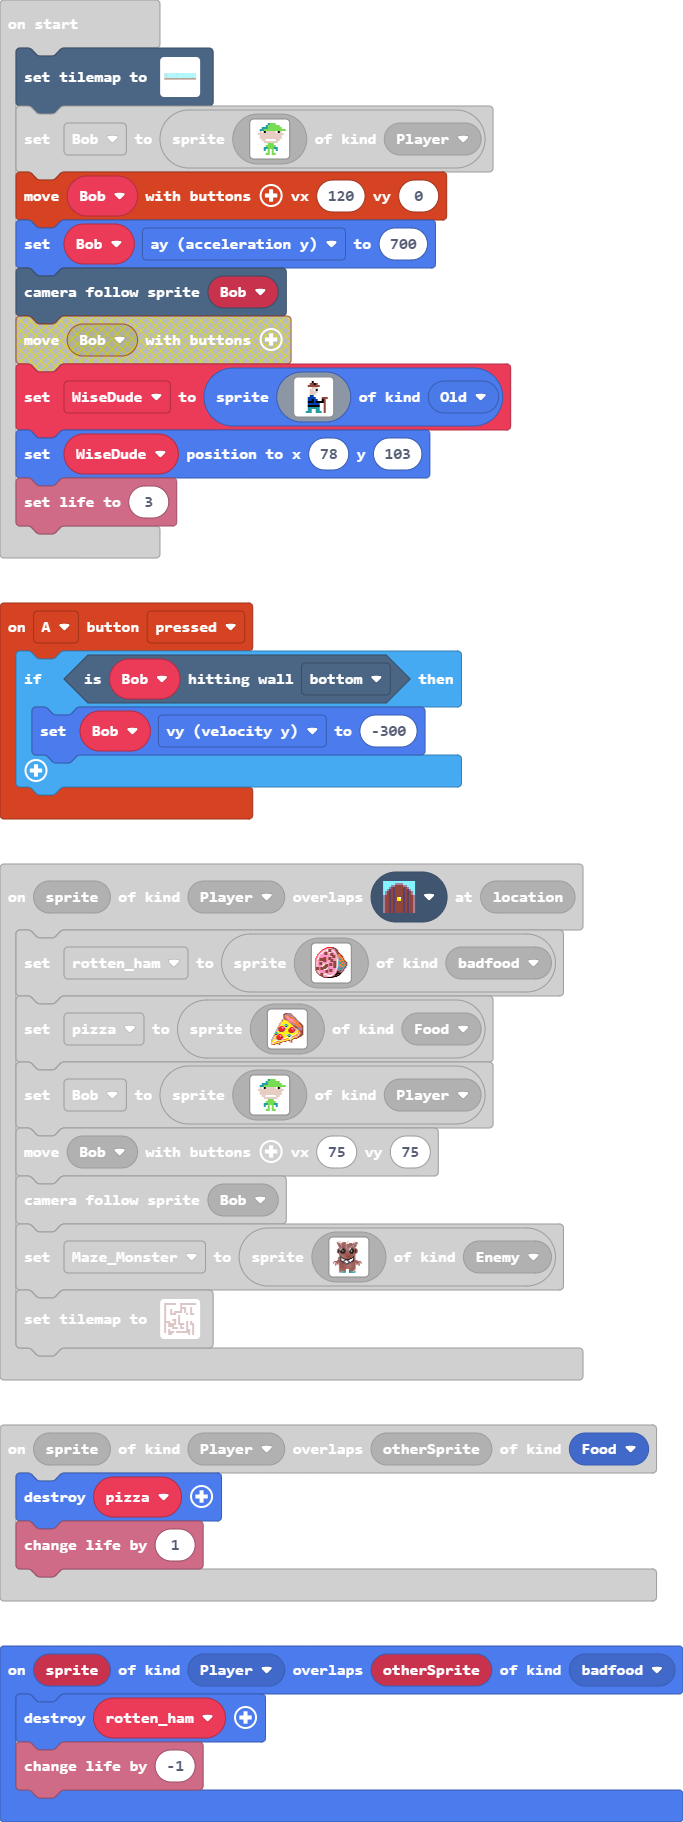 on start
set tilemap to
set Bob to sprite of kind Player
move Bob with buttons vx 120 vy 0
set Bob ay (acceleration y) to 700
camera follow sprite Bob
move Bob with buttons
set WiseDude to sprite of kind Old
set WiseDude position to x 78 y 103
set life to 3
on A button pressed
if is Bob hitting wall bottom then
set Bob vy (velocity y) to -300
on sprite of kind Player overlaps at location
set rotten_ham to sprite of kind badfood
set pizza to sprite of kind Food
set Bob to sprite of kind Player
move Bob with buttons vx 75 vy 75
camera follow sprite Bob
set Maze_Monster to sprite of kind Enemy
set tilemap to
on sprite of kind Player overlaps otherSprite of kind Food
destroy pizza
change life by 1
on sprite of kind Player overlaps otherSprite of kind badfood
destroy rotten_ham
change life by -1